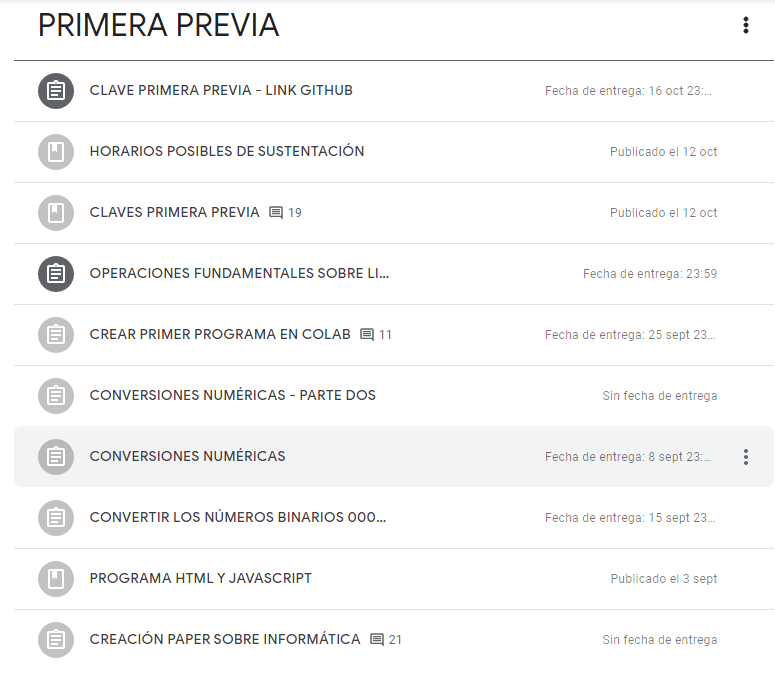 PRIMERA PREVIA
CLAVE PRIMERA PREVIA - LINK GITHUB Fecha de entrega: 16 oct 23:...
HORARIOS POSIBLES DE SUSTENTACIÓN Publicado el 12 oct
CLAVES PRIMERA PREVIA 19 Publicado el 12 oct
OPERACIONES FUNDAMENTALES SOBRE LI... Fecha de entrega: 23:59
CREAR PRIMER PROGRAMA EN COLAB 11 Fecha de entrega: 25 sept 23...
CONVERSIONES NUMÉRICAS - PARTE DOS Sin fecha de entrega
CONVERSIONES NUMÉRICAS Fecha de entrega: 8 sept 23:...
CONVERTIR LOS NÚMEROS BINARIOS 000... Fecha de entrega: 15 sept 23...
PROGRAMA HTML Y JAVASCRIPT Publicado el 3 sept
CREACIÓN PAPER SOBRE INFORMÁTICA 21 Sin fecha de entrega